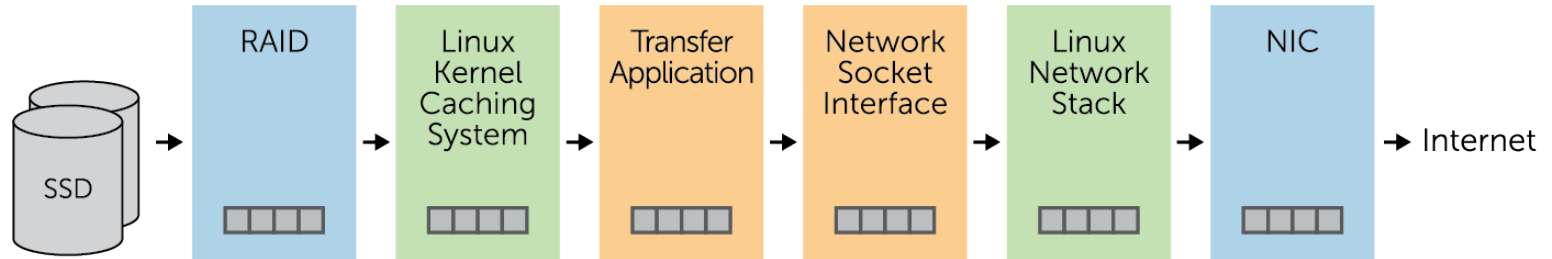 SSD
RAID
Linux
Kernel
Caching
System
Transfer
Application
Network
Socket
Interface
Linux
Network
Stack
NIC
Internet